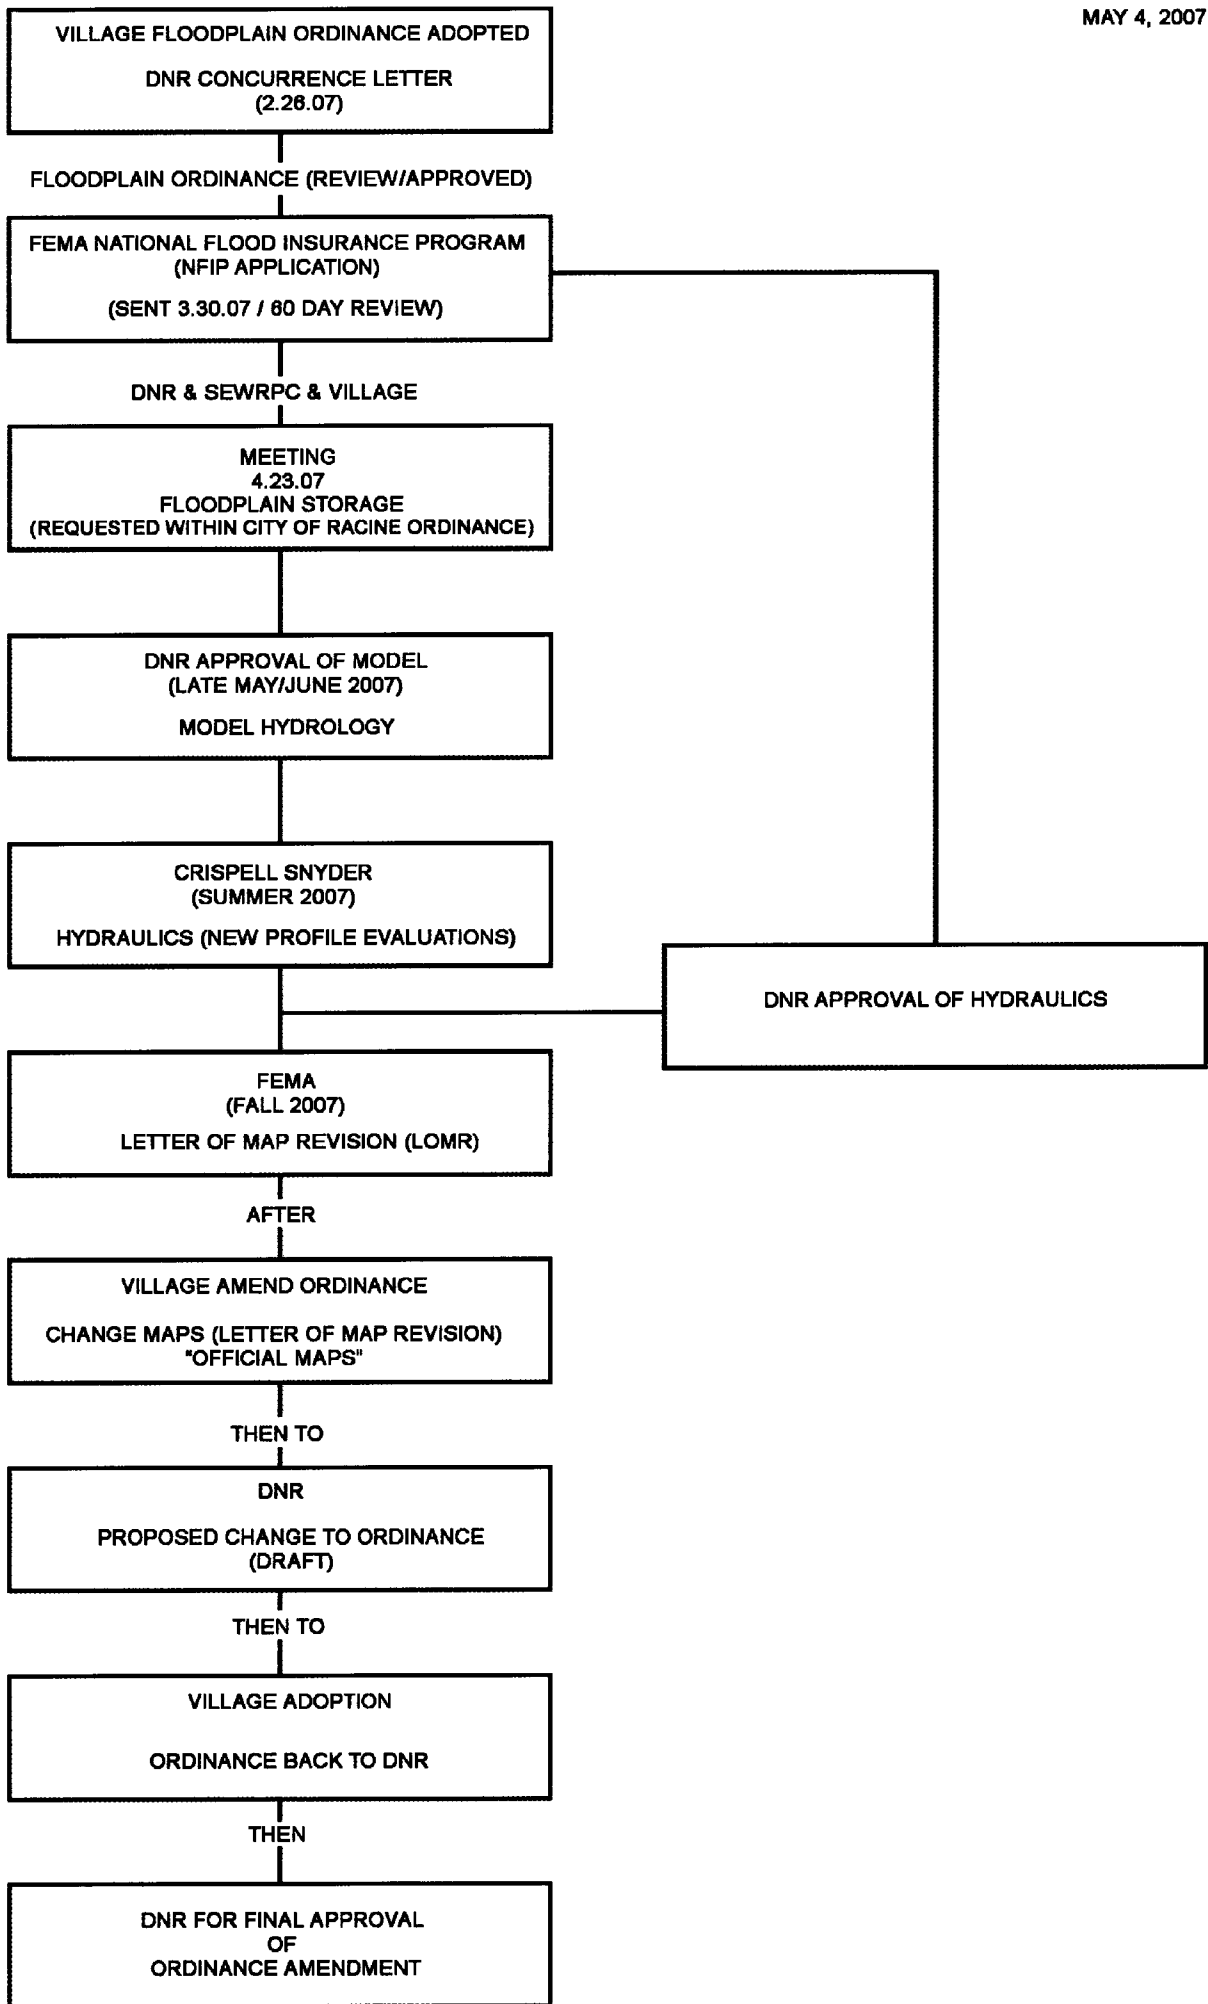 MAY 4, 2007
VILLAGE FLOODPLAIN ORDINANCE ADOPTED
DNR CONCURRENCE LETTER
(2.26.07)
FLOODPLAIN ORDINANCE (REVIEW/APPROVED)
FEMA NATIONAL FLOOD INSURANCE PROGRAM
(NFIP APPLICATION)
(SENT 3.30.07 / 60 DAY REVIEW)
DNR & SEWRPC & VILLAGE
MEETING
4.23.07
FLOODPLAIN STORAGE
(REQUESTED WITHIN CITY OF RACINE ORDINANCE)
DNR APPROVAL OF MODEL
(LATE MAY/JUNE 2007)
MODEL HYDROLOGY
CRISPELL SNYDER
(SUMMER 2007)
HYDRAULICS (NEW PROFILE EVALUATIONS)
DNR APPROVAL OF HYDRAULICS
FEMA
(FALL 2007)
LETTER OF MAP REVISION (LOMR)
AFTER
VILLAGE AMEND ORDINANCE
CHANGE MAPS (LETTER OF MAP REVISION)
"OFFICIAL MAPS"
THEN TO
DNR
PROPOSED CHANGE TO ORDINANCE
(DRAFT)
THEN TO
VILLAGE ADOPTION
ORDINANCE BACK TO DNR
THEN
DNR FOR FINAL APPROVAL
OF
ORDINANCE AMENDMENT